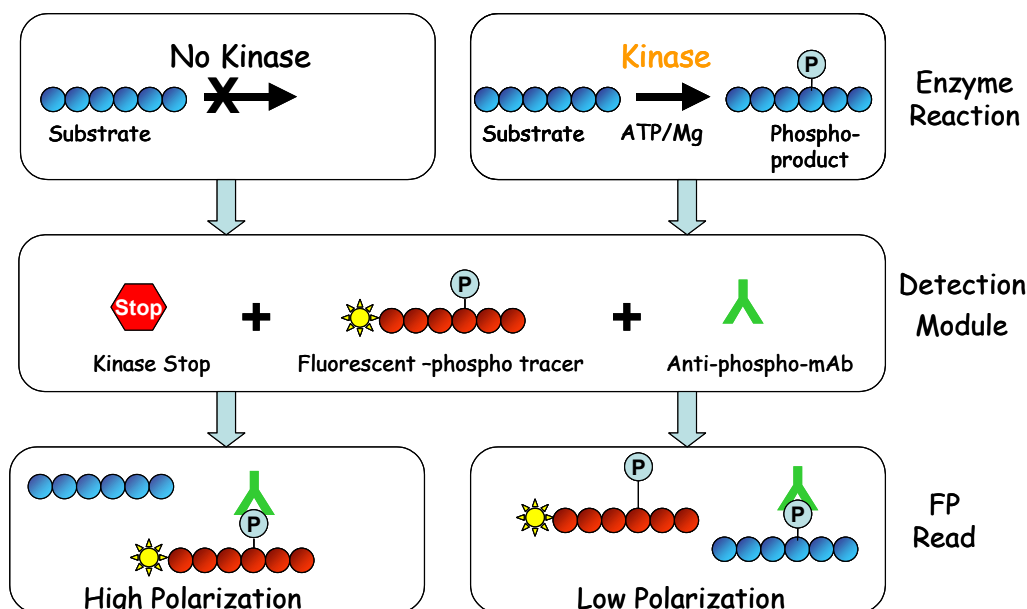 No Kinase
Substrate
Kinase
P
Substrate
ATP/Mg
Phospho-
product
Enzyme
Reaction
Stop
+
P
+
Kinase Stop
Fluorescent –phospho tracer
Anti-phospho-mAb
Detection
Module
P
High Polarization
P
P
Low Polarization
FP
Read